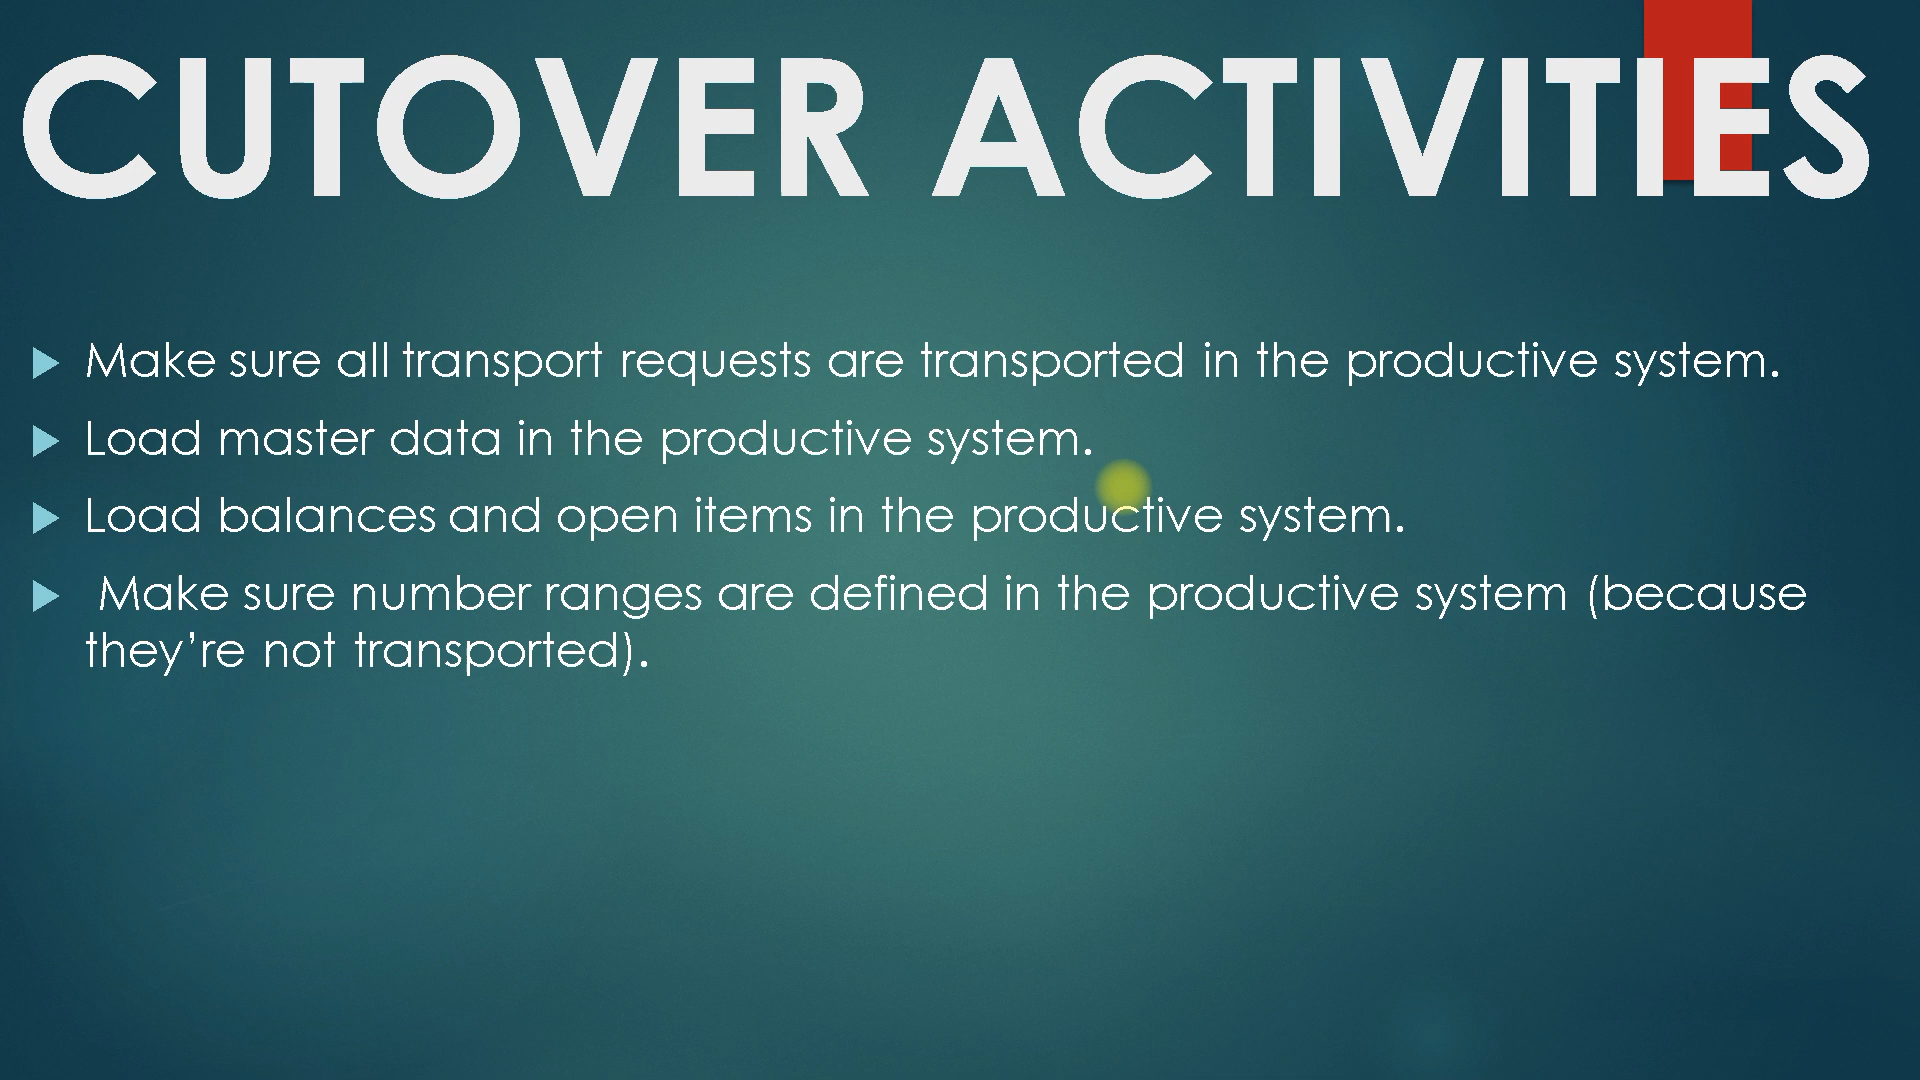 CUTOVER ACTIVITIES
Make sure all transport requests are transported in the productive system.
Load master data in the productive system.
Load balances and open items in the productive system.
Make sure number ranges are defined in the productive system (because
they’re not transported).